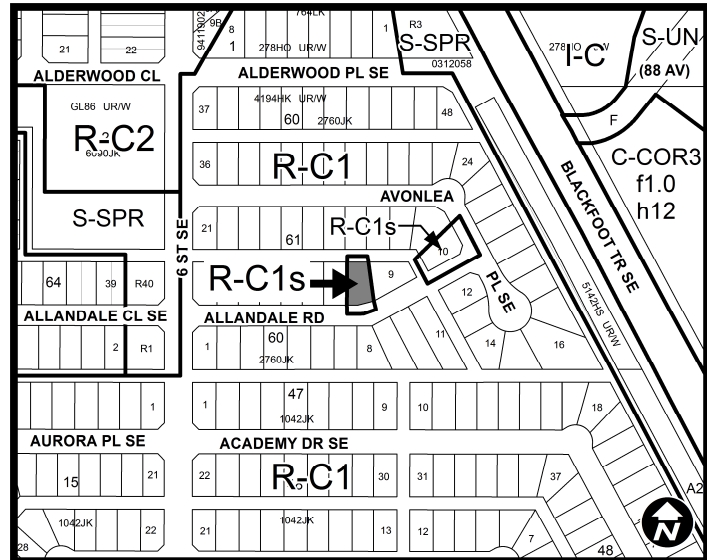 764LK
9B
8
9411902
1
R3
1
278HO UR/W
S-SPR
0312058
278
W
I-C
S-UN
(88 AV)
21
22
ALDERWOOD CL
ALDERWOOD PL SE
F
GL86 UR/W
R-C2
6090JK
37
4194HK UR/W
60
2760JK
48
C-COR3
f1.0
h12
36
R-C1
24
BLACKFOOT TR SE
AVONLEA
PL SE
S-SPR
6 ST SE
21
61
R-C1s
10
R-C1s
9
64
39
R40
12
5142HS UR/W
ALLANDALE CL SE
ALLANDALE RD
2
R1
1
60
2760JK
8
11
14
16
1
1
47
1042JK
9
10
18
AURORA PL SE
ACADEMY DR SE
15
21
22
R-C1
30
31
37
A2
1042JK
22
21
1042JK
13
12
7
28
48
N